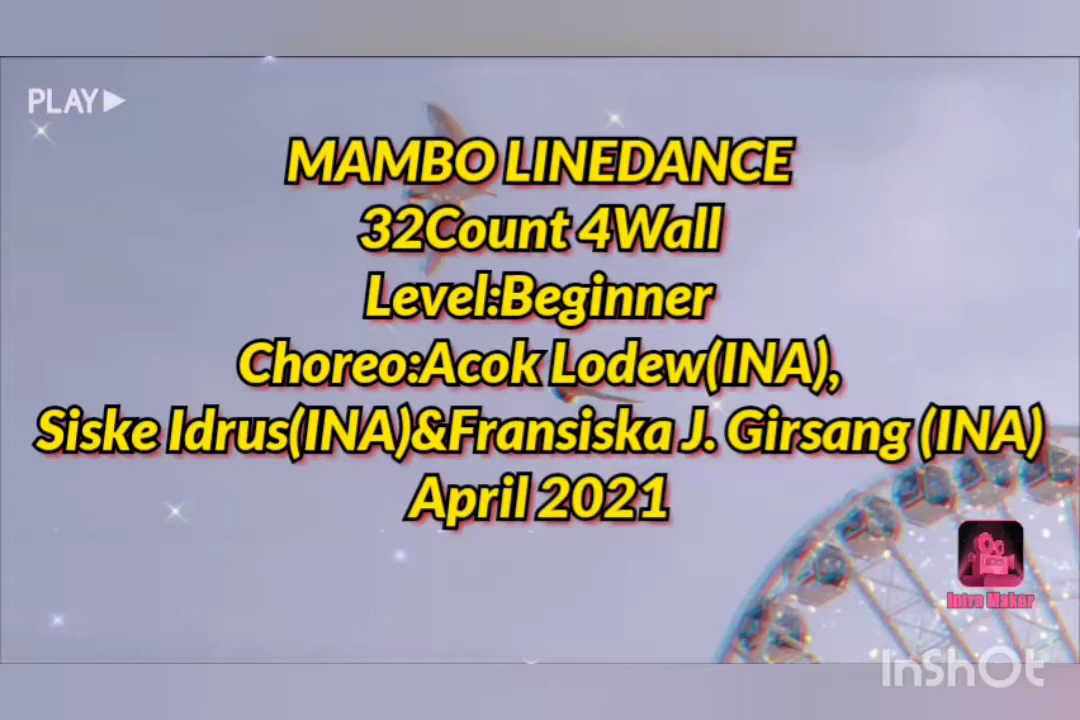 PLAY
MAMBO LINEDANCE
32Count 4Wall
Level:Beginner
Choreo:Acok Lodew(INA),
Siske Idrus(INA)&Fransiska J. Girsang (INA)
April 2021
Intro Maker
InShOt